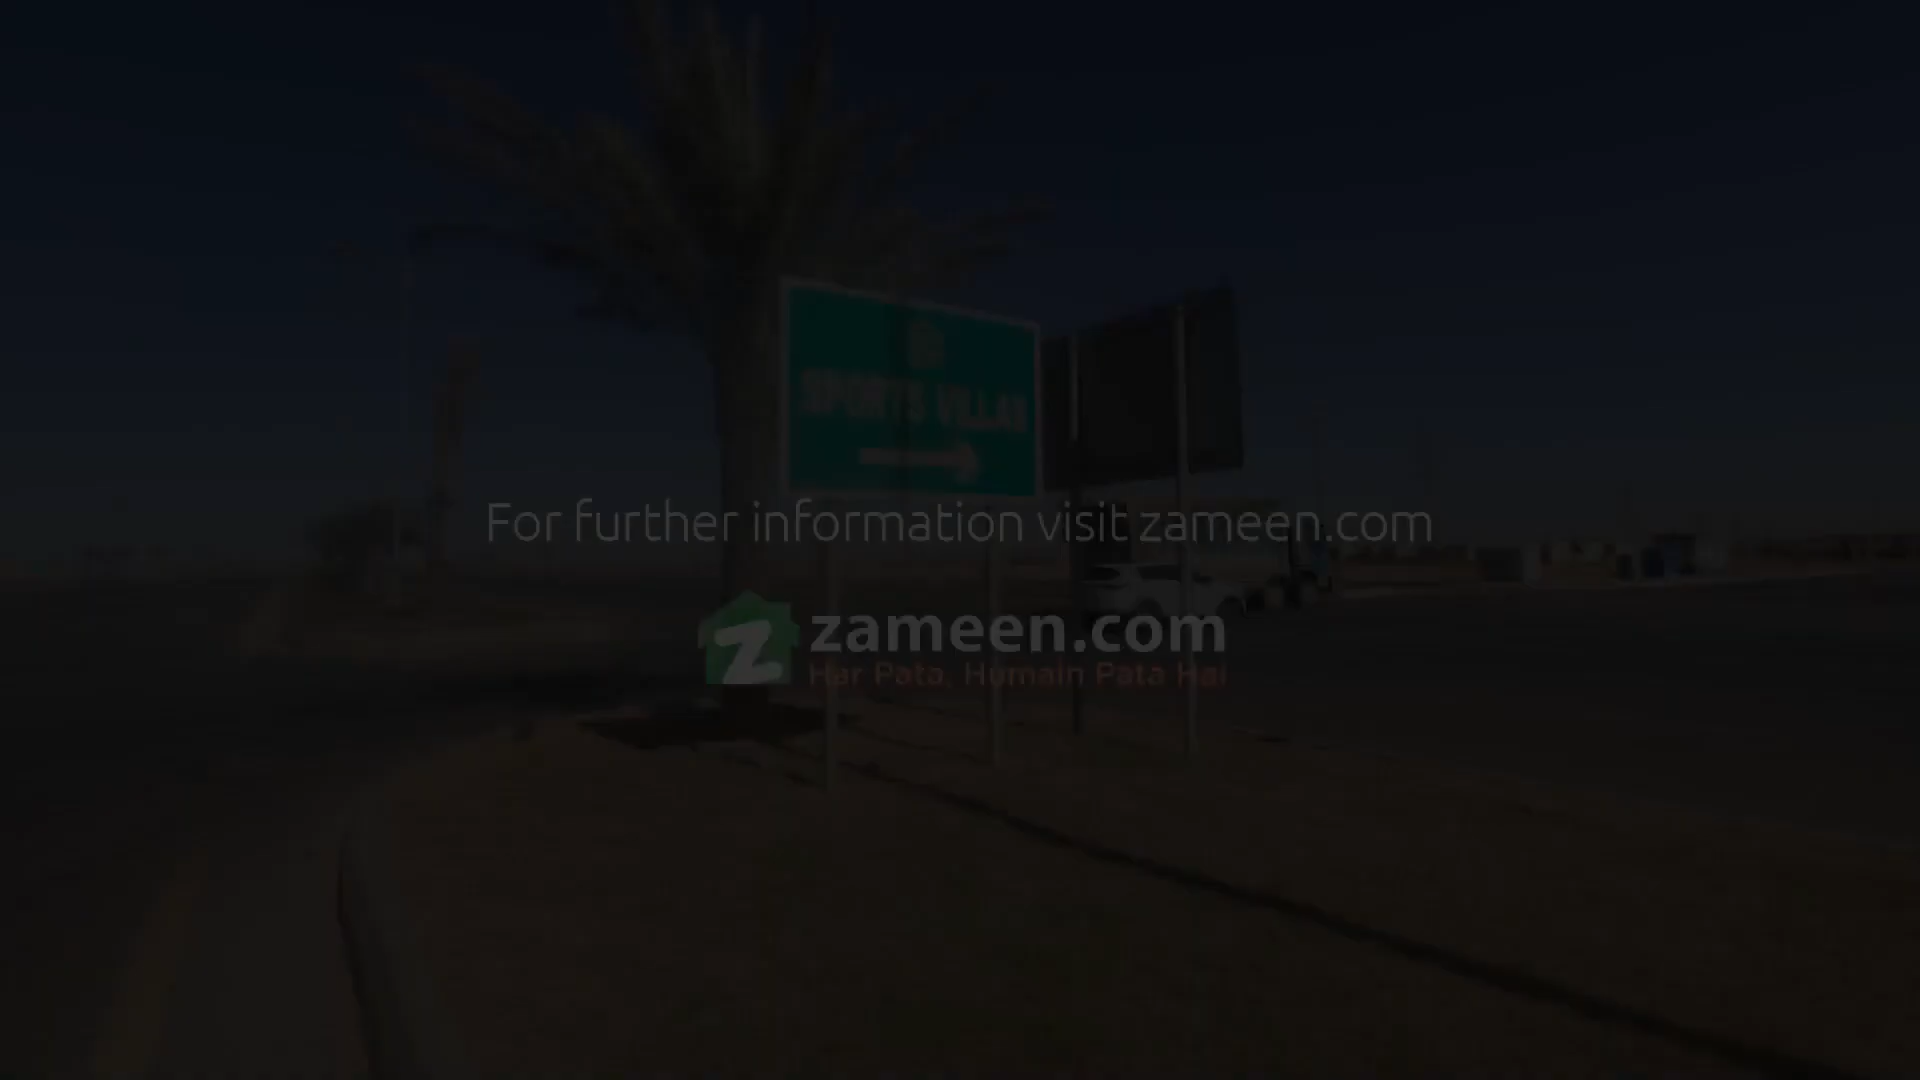 SPORTS VILLAS
For further information visit zameen.com
zameen.com
Har Pata, Humain Pata Hai